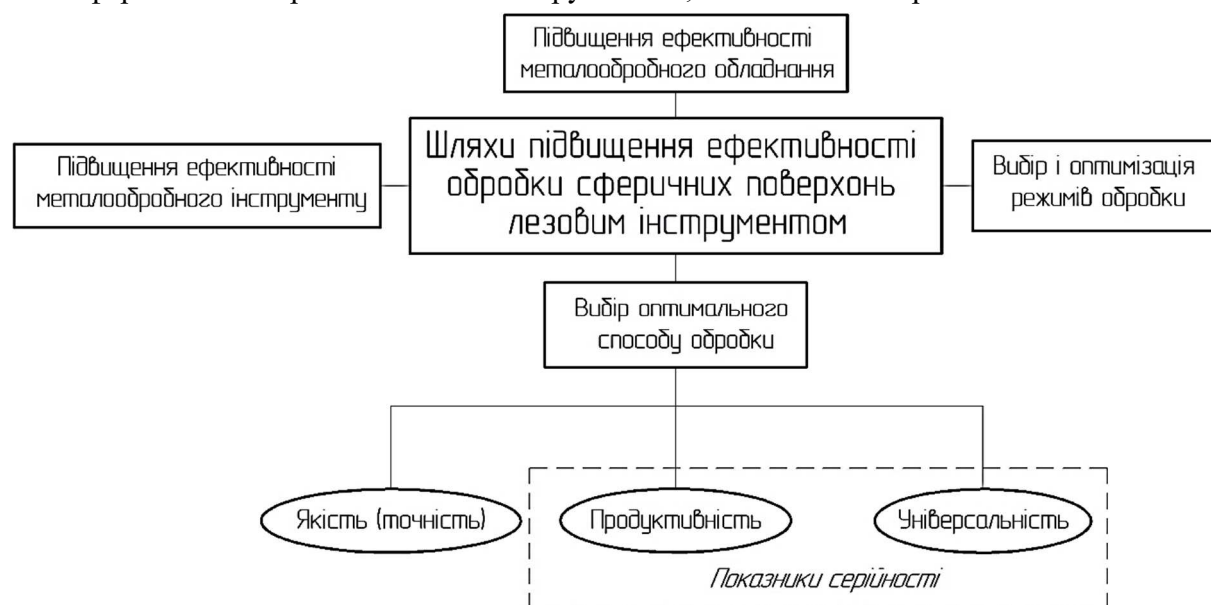 Підвищення ефективності
металообробного обладнання
Підвищення ефективності
металообробного інструменту
Шляхи підвищення ефективності
обробки сферичних поверхонь
лезовим інструментом
Вибір і оптимізація
режимів обробки
Вибір оптимального
способу обробки
Якість (точність)
Продуктивність
Універсальність
Показники серійності